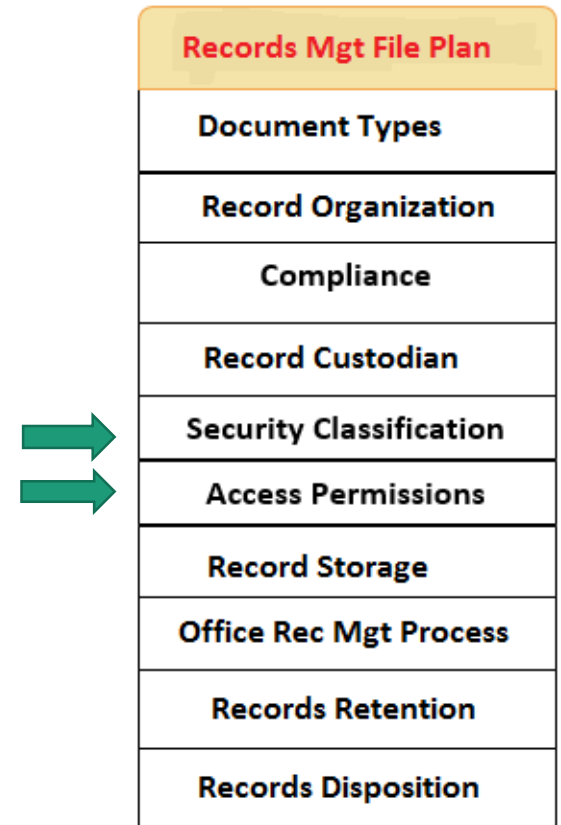 Records Mgt File Plan
Document Types
Record Organization
Compliance
Record Custodian
Security Classification
Access Permissions
Record Storage
Office Rec Mgt Process
Records Retention
Records Disposition